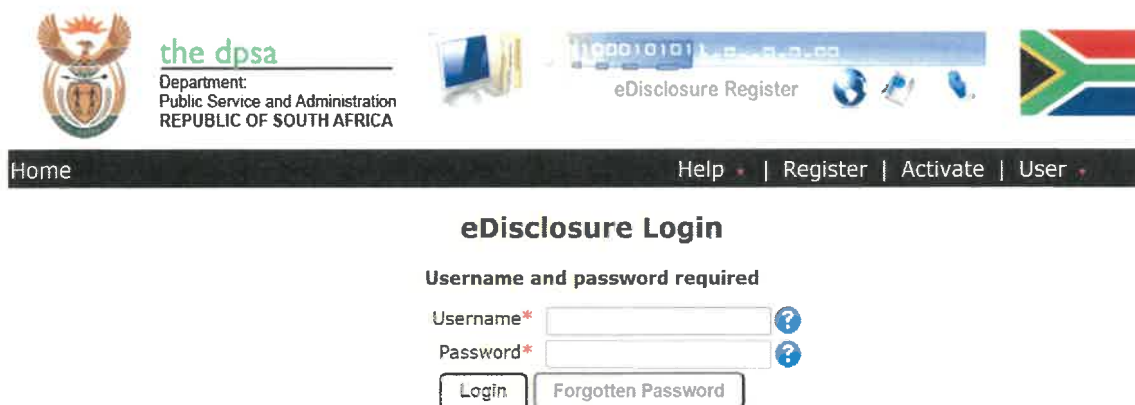 the dpsa
Department:
Public Service and Administration
REPUBLIC OF SOUTH AFRICA
eDisclosure Register
Home
Help | Register | Activate | User
eDisclosure Login
Username and password required
Username*
Password*
Login
Forgotten Password